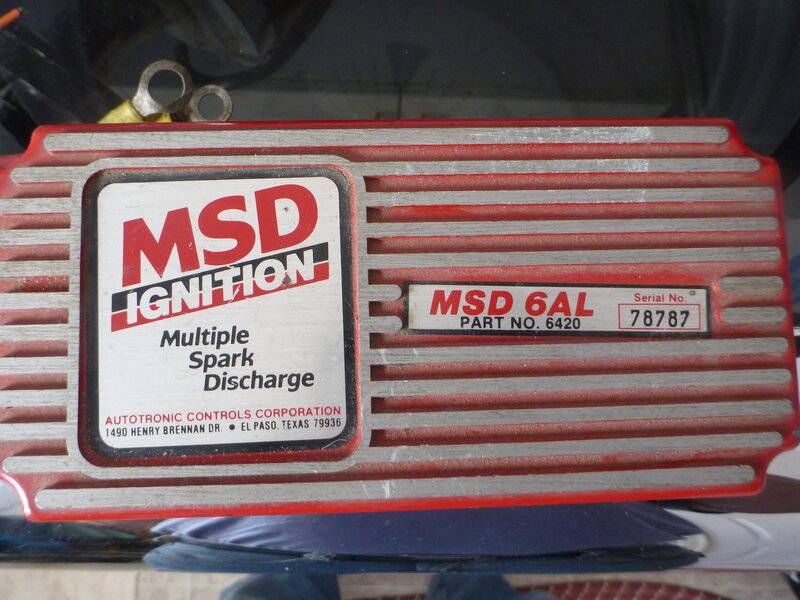 MSD
IGNITION
Multiple
Spark
Discharge
AUTOTRONIC CONTROLS CORPORATION
1490 HENRY BRENNAN DR. • EL PASO, TEXAS 79936
MSD 6AL
PART NO. 6420
Serial No.
78787